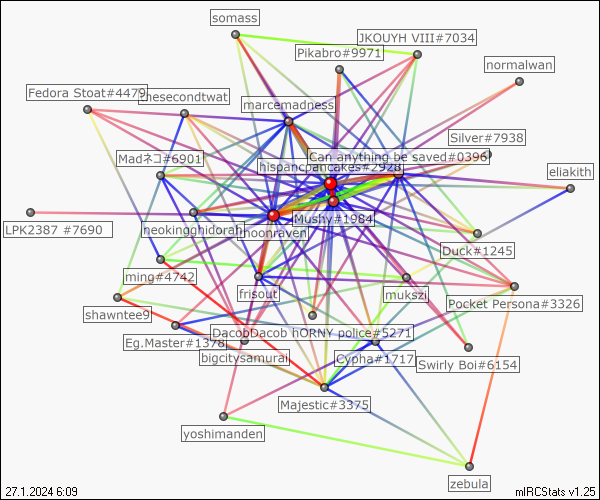 somass
JKOUYH VIII#7034
Pikabro#9971
normalwan
Fedora Stoat#4479
thesecondtwat
marcemadness
Silver#7938
Can anything be saved#0396
Madネコ#6901
hispancpancakes#2928
eliakith
neokingghidorah
Mushy#1984
LPK2387 #7690
moonraven
Duck#1245
ming#4742
frisout
mukszi
Pocket Persona#3326
shawntee9
DacobDacob hORNY police#5271
Eg.Master#1378
bigcitysamurai
Cypha#1717
Swirly Boi#6154
Majestic#3375
yoshimanden
zebula
27.1.2024 6:09
mIRCStats v1.25